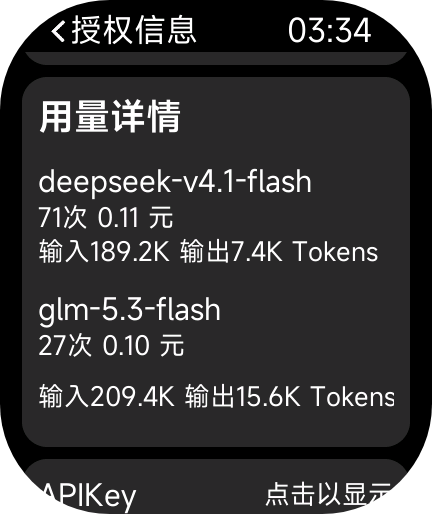 授权信息 03:34
用量详情
deepseek-v4.1-flash
71次 0.11 元
输入189.2K 输出7.4K Tokens
glm-5.3-flash
27次 0.10 元
输入209.4K 输出15.6K Tokens
APIKey 点击以显示